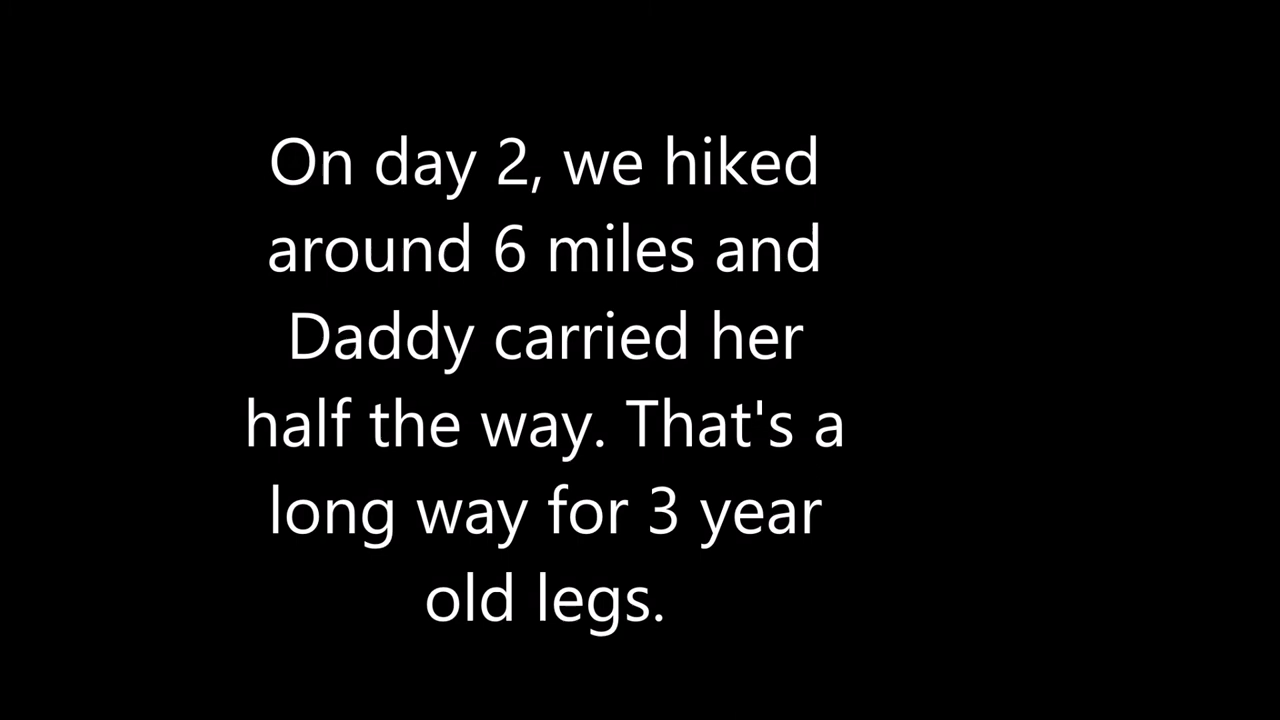 On day 2, we hiked
around 6 miles and
Daddy carried her
half the way. That's a
long way for 3 year
old legs.